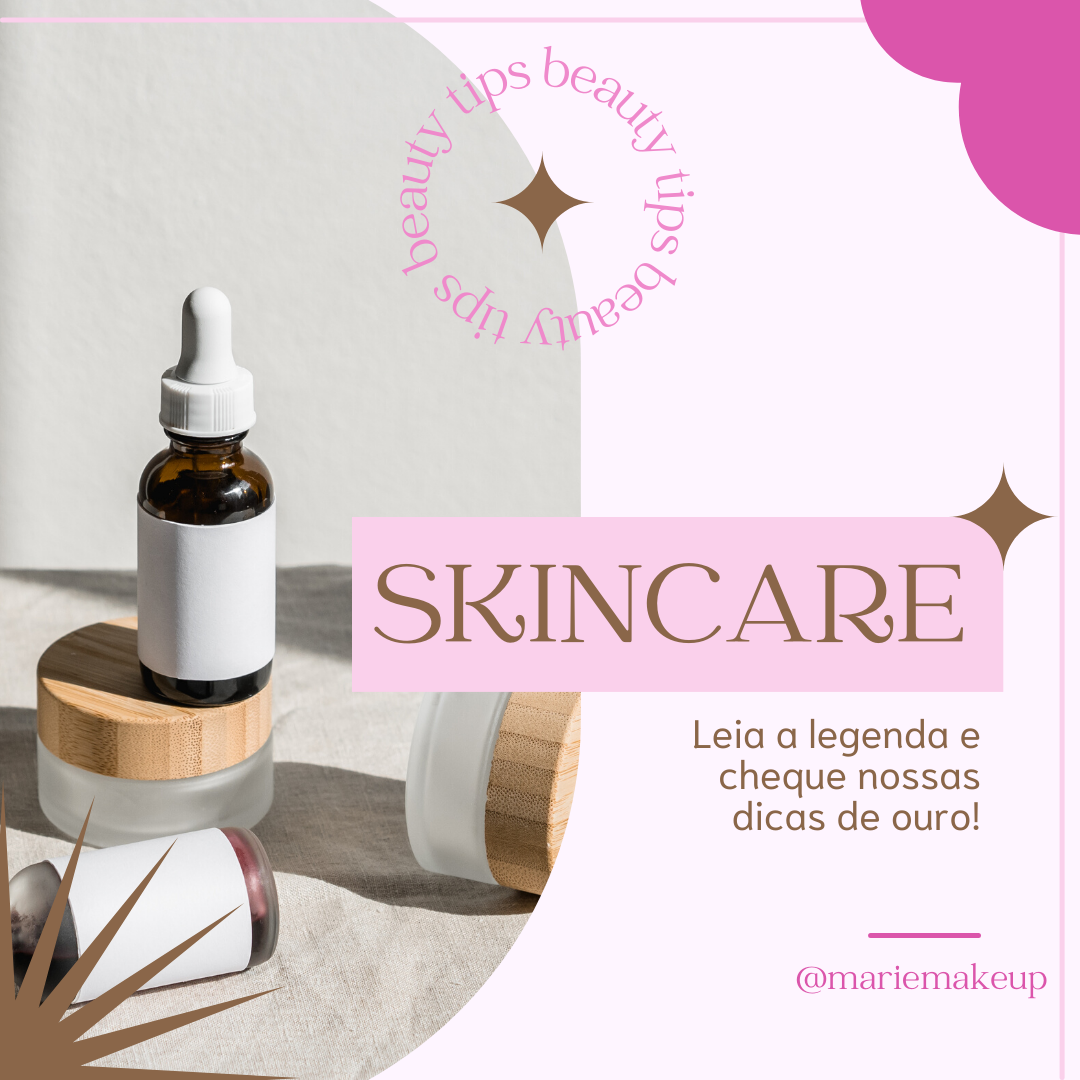 beauty tips beauty tips beauty tips
SKINCARE
Leia a legenda e
cheque nossas
dicas de ouro!
@mariemakeup